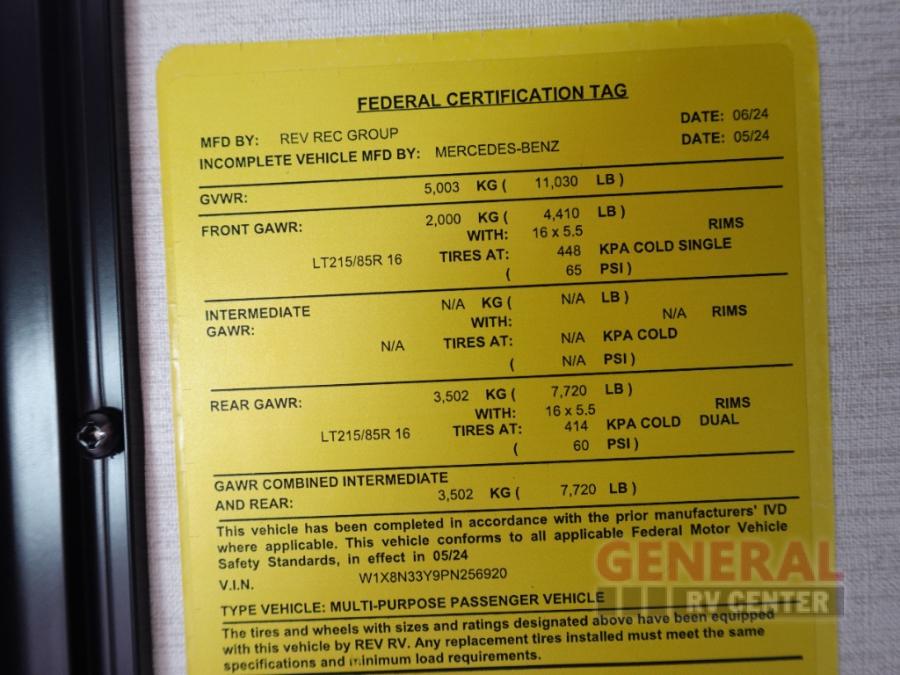 FEDERAL CERTIFICATION TAG
MFD BY: REV REC GROUP DATE: 06/24
INCOMPLETE VEHICLE MFD BY: MERCEDES-BENZ DATE: 05/24
GVWR: 5,003 KG ( 11,030 LB )
FRONT GAWR: 2,000 KG ( 4,410 LB )
WITH: 16 x 5.5 RIMS
LT215/85R 16 TIRES AT: 448 KPA COLD SINGLE
( 65 PSI )
INTERMEDIATE N/A KG ( N/A LB )
GAWR: WITH: N/A RIMS
N/A TIRES AT: N/A KPA COLD
( N/A PSI )
REAR GAWR: 3,502 KG ( 7,720 LB )
WITH: 16 x 5.5 RIMS
LT215/85R 16 TIRES AT: 414 KPA COLD DUAL
( 60 PSI )
GAWR COMBINED INTERMEDIATE
AND REAR: 3,502 KG ( 7,720 LB )
This vehicle has been completed in accordance with the prior manufacturers' IVD
where applicable. This vehicle conforms to all applicable Federal Motor Vehicle
Safety Standards, in effect in 05/24
V.I.N. W1X8N33Y9PN256920
TYPE VEHICLE: MULTI-PURPOSE PASSENGER VEHICLE
The tires and wheels with sizes and ratings designated above have been equipped
with this vehicle by REV RV. Any replacement tires installed must meet the same
specifications and minimum load requirements.
GENERAL
RV CENTER